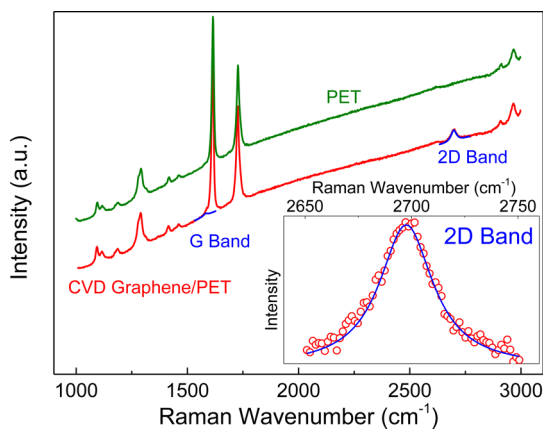 Intensity (a.u.)
PET
2D Band
G Band
CVD Graphene/PET
Raman Wavenumber (cm⁻¹)
2650 2700 2750
2D Band
Intensity
1000 1500 2000 2500 3000
Raman Wavenumber (cm⁻¹)